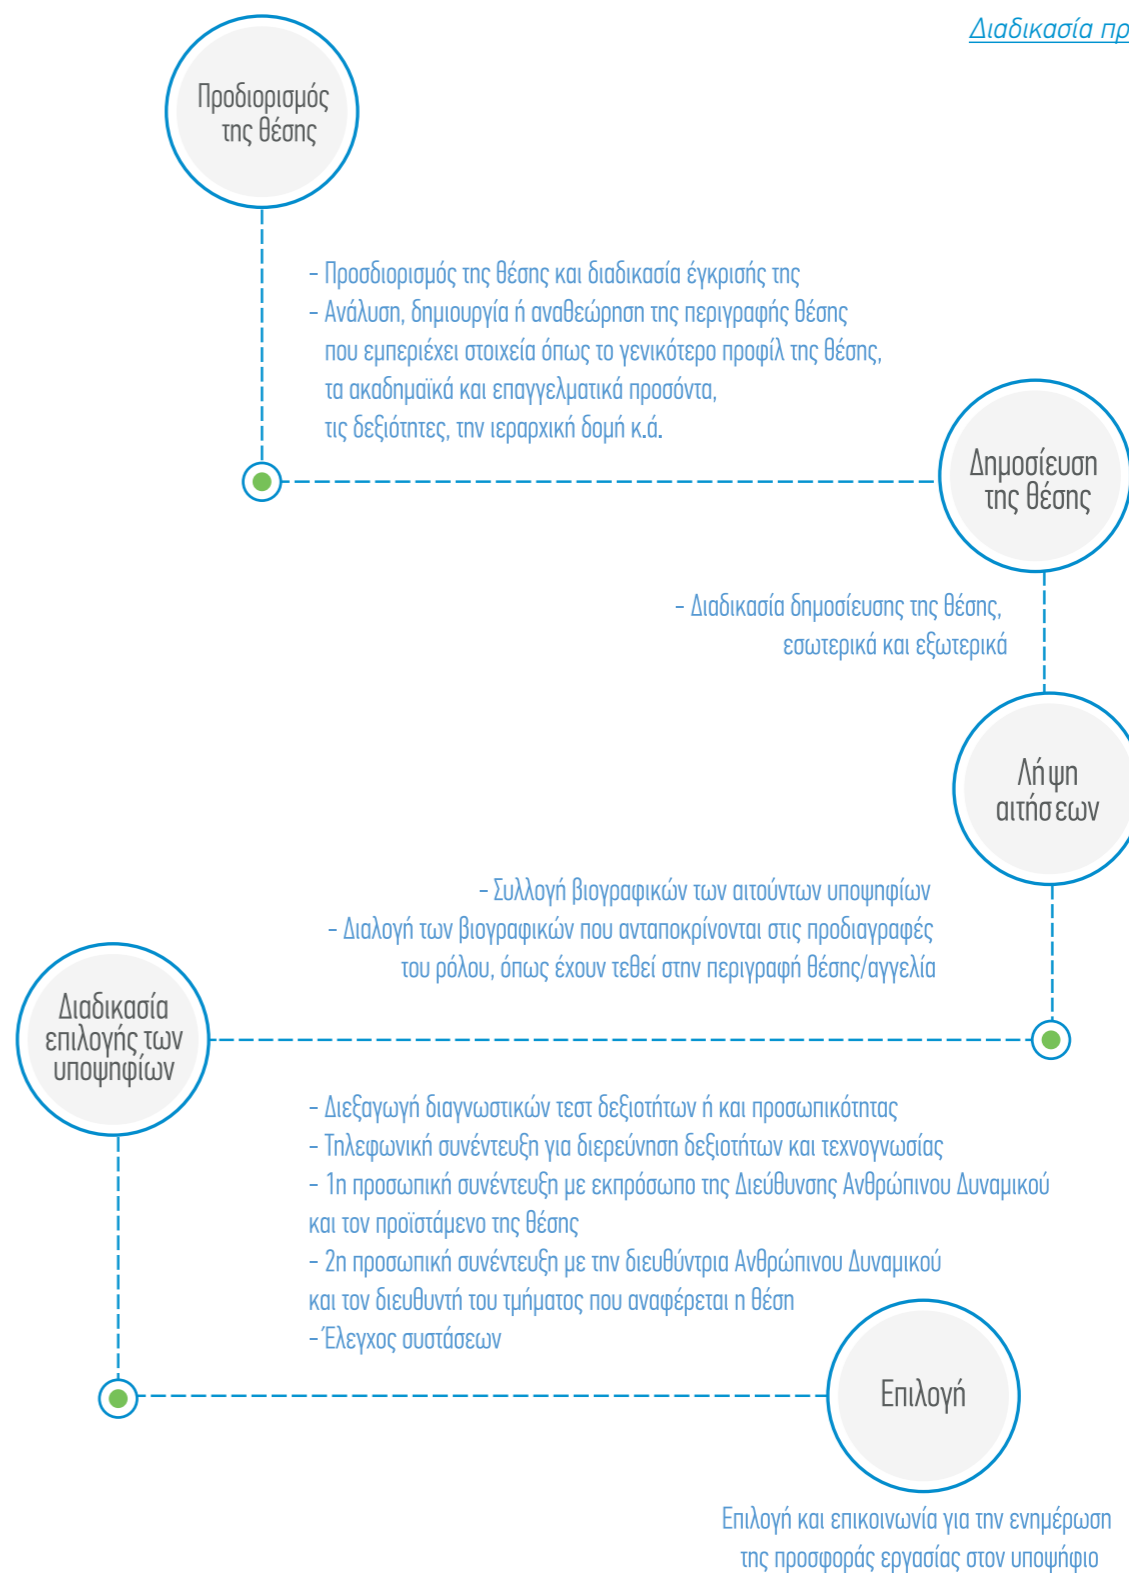 Διαδικασία
Προδιορισμός
της θέσης
- Προσδιορισμός της θέσης και διαδικασία έγκρισής της
- Ανάλυση, δημιουργία ή αναθεώρηση της περιγραφής θέσης
που εμπεριέχει στοιχεία όπως το γενικότερο προφίλ της θέσης,
τα ακαδημαϊκά και επαγγελματικά προσόντα,
τις δεξιότητες, την ιεραρχική δομή κ.ά.
Δημοσίευση
της θέσης
- Διαδικασία δημοσίευσης της θέσης,
εσωτερικά και εξωτερικά
Λήψη
αιτήσεων
- Συλλογή βιογραφικών των αιτούντων υποψηφίων
- Διαλογή των βιογραφικών που ανταποκρίνονται στις προδιαγραφές
του ρόλου, όπως έχουν τεθεί στην περιγραφή θέσης/αγγελία
Διαδικασία
επιλογής των
υποψηφίων
- Διεξαγωγή διαγνωστικών τεστ δεξιοτήτων ή και προσωπικότητας
- Τηλεφωνική συνέντευξη για διερεύνηση δεξιοτήτων και τεχνογνωσίας
- 1η προσωπική συνέντευξη με εκπρόσωπο της Διεύθυνσης Ανθρώπινου Δυναμικού
και τον προϊστάμενο της θέσης
- 2η προσωπική συνέντευξη με την διευθύντρια Ανθρώπινου Δυναμικού
και τον διευθυντή του τμήματος που αναφέρεται η θέση
- Έλεγχος συστάσεων
Επιλογή
Επιλογή και επικοινωνία για την ενημέρωση
της προσφοράς εργασίας στον υποψήφιο